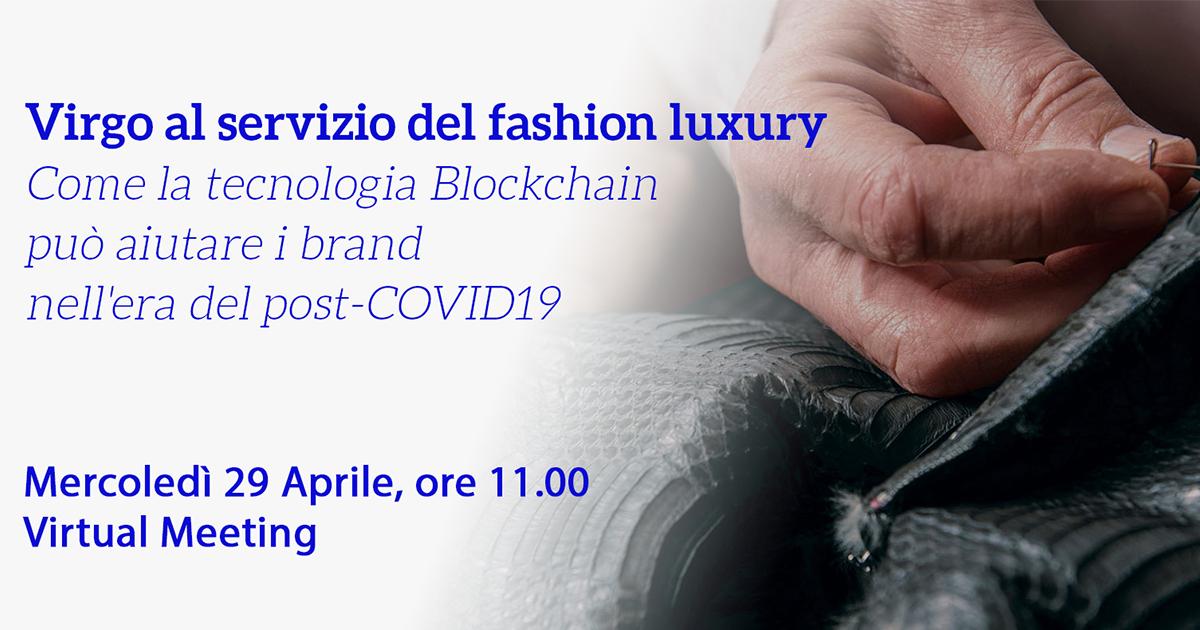 Virgo al servizio del fashion luxury
Come la tecnologia Blockchain
può aiutare i brand
nell'era del post-COVID19
Mercoledì 29 Aprile, ore 11.00
Virtual Meeting